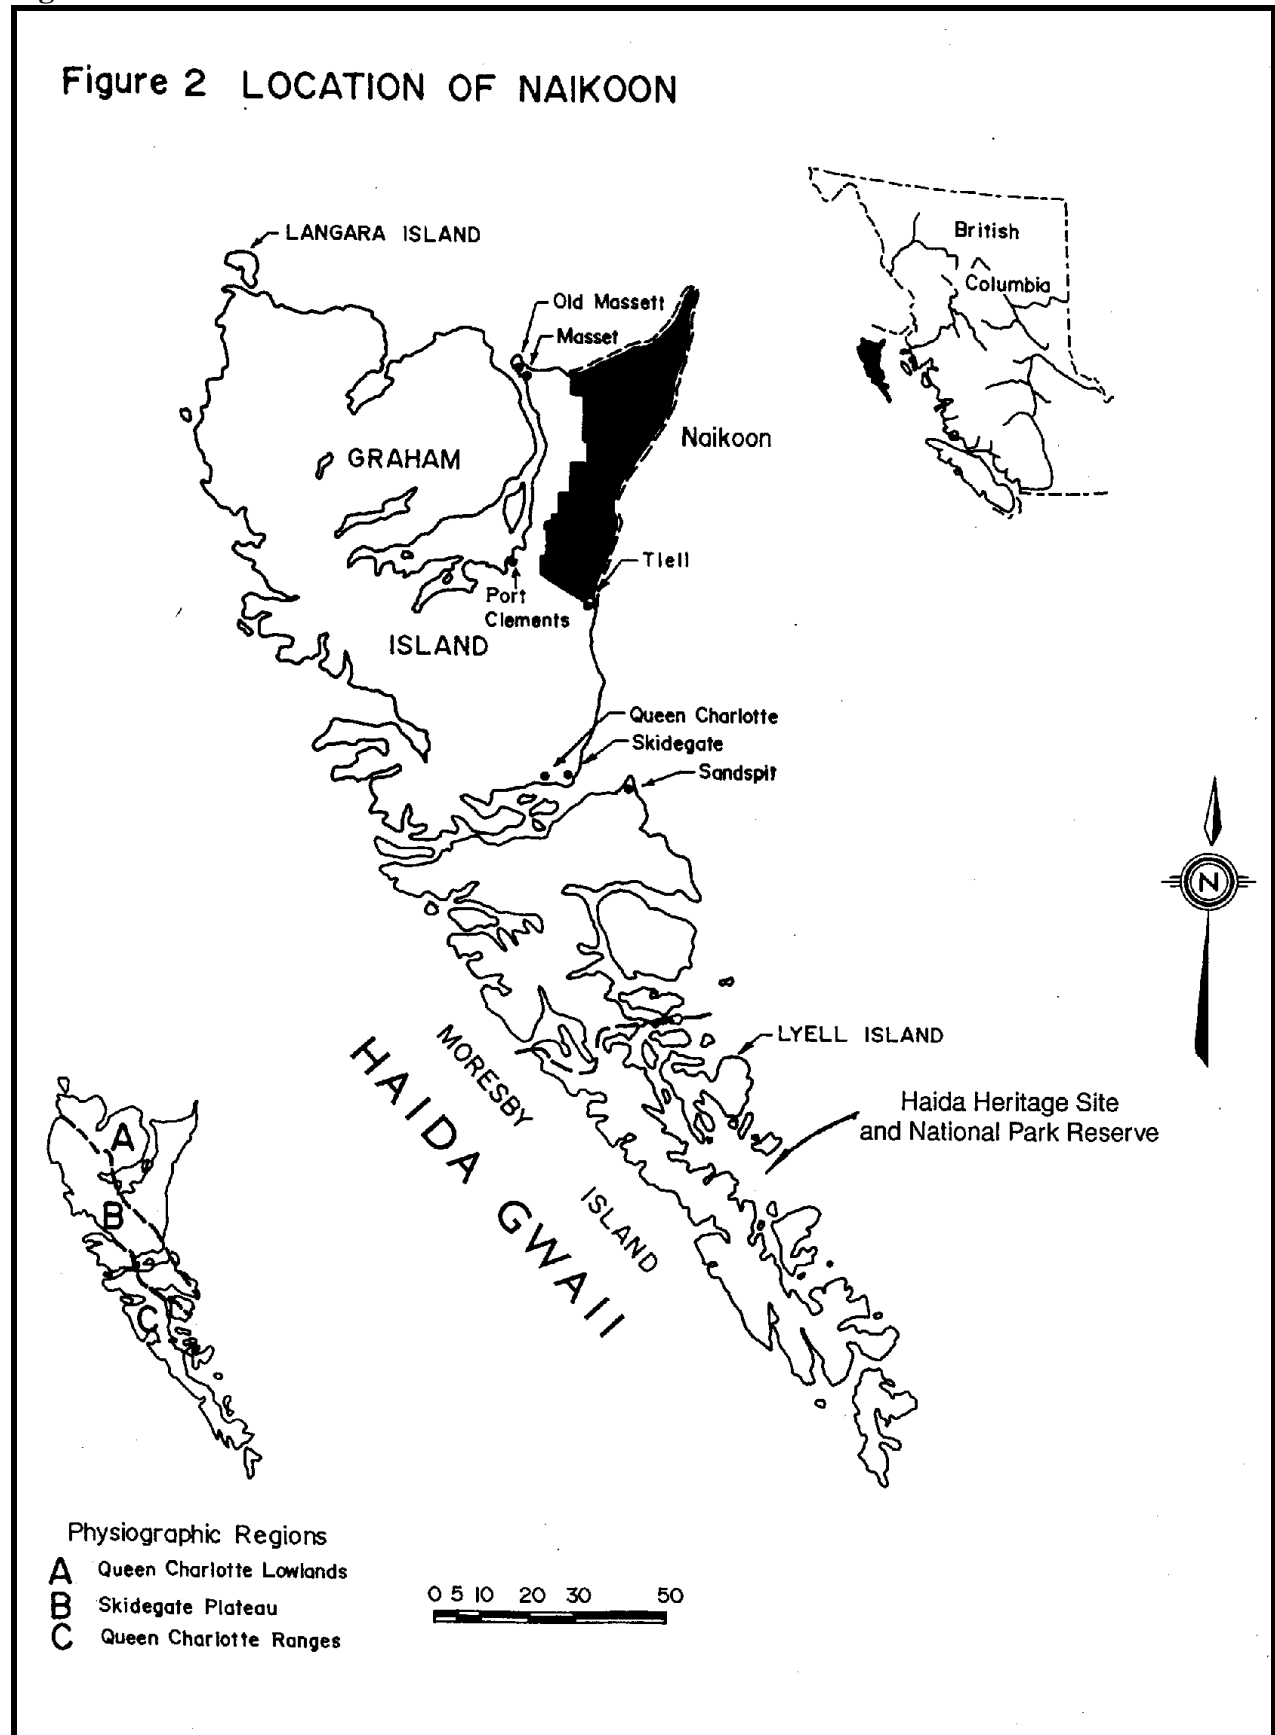 Figure 2 LOCATION OF NAIKOON
LANGARA ISLAND
British
Columbia
Old Massett
Masset
Naikoon
GRAHAM
Tlell
Port
Clements
ISLAND
Queen Charlotte
Skidegate
Sandspit
N
LYELL ISLAND
MORESBY
HAIDA GWAII
Haida Heritage Site
and National Park Reserve
ISLAND
A
B
C
Physiographic Regions
A Queen Charlotte Lowlands
B Skidegate Plateau
C Queen Charlotte Ranges
0 5 10 20 30 50